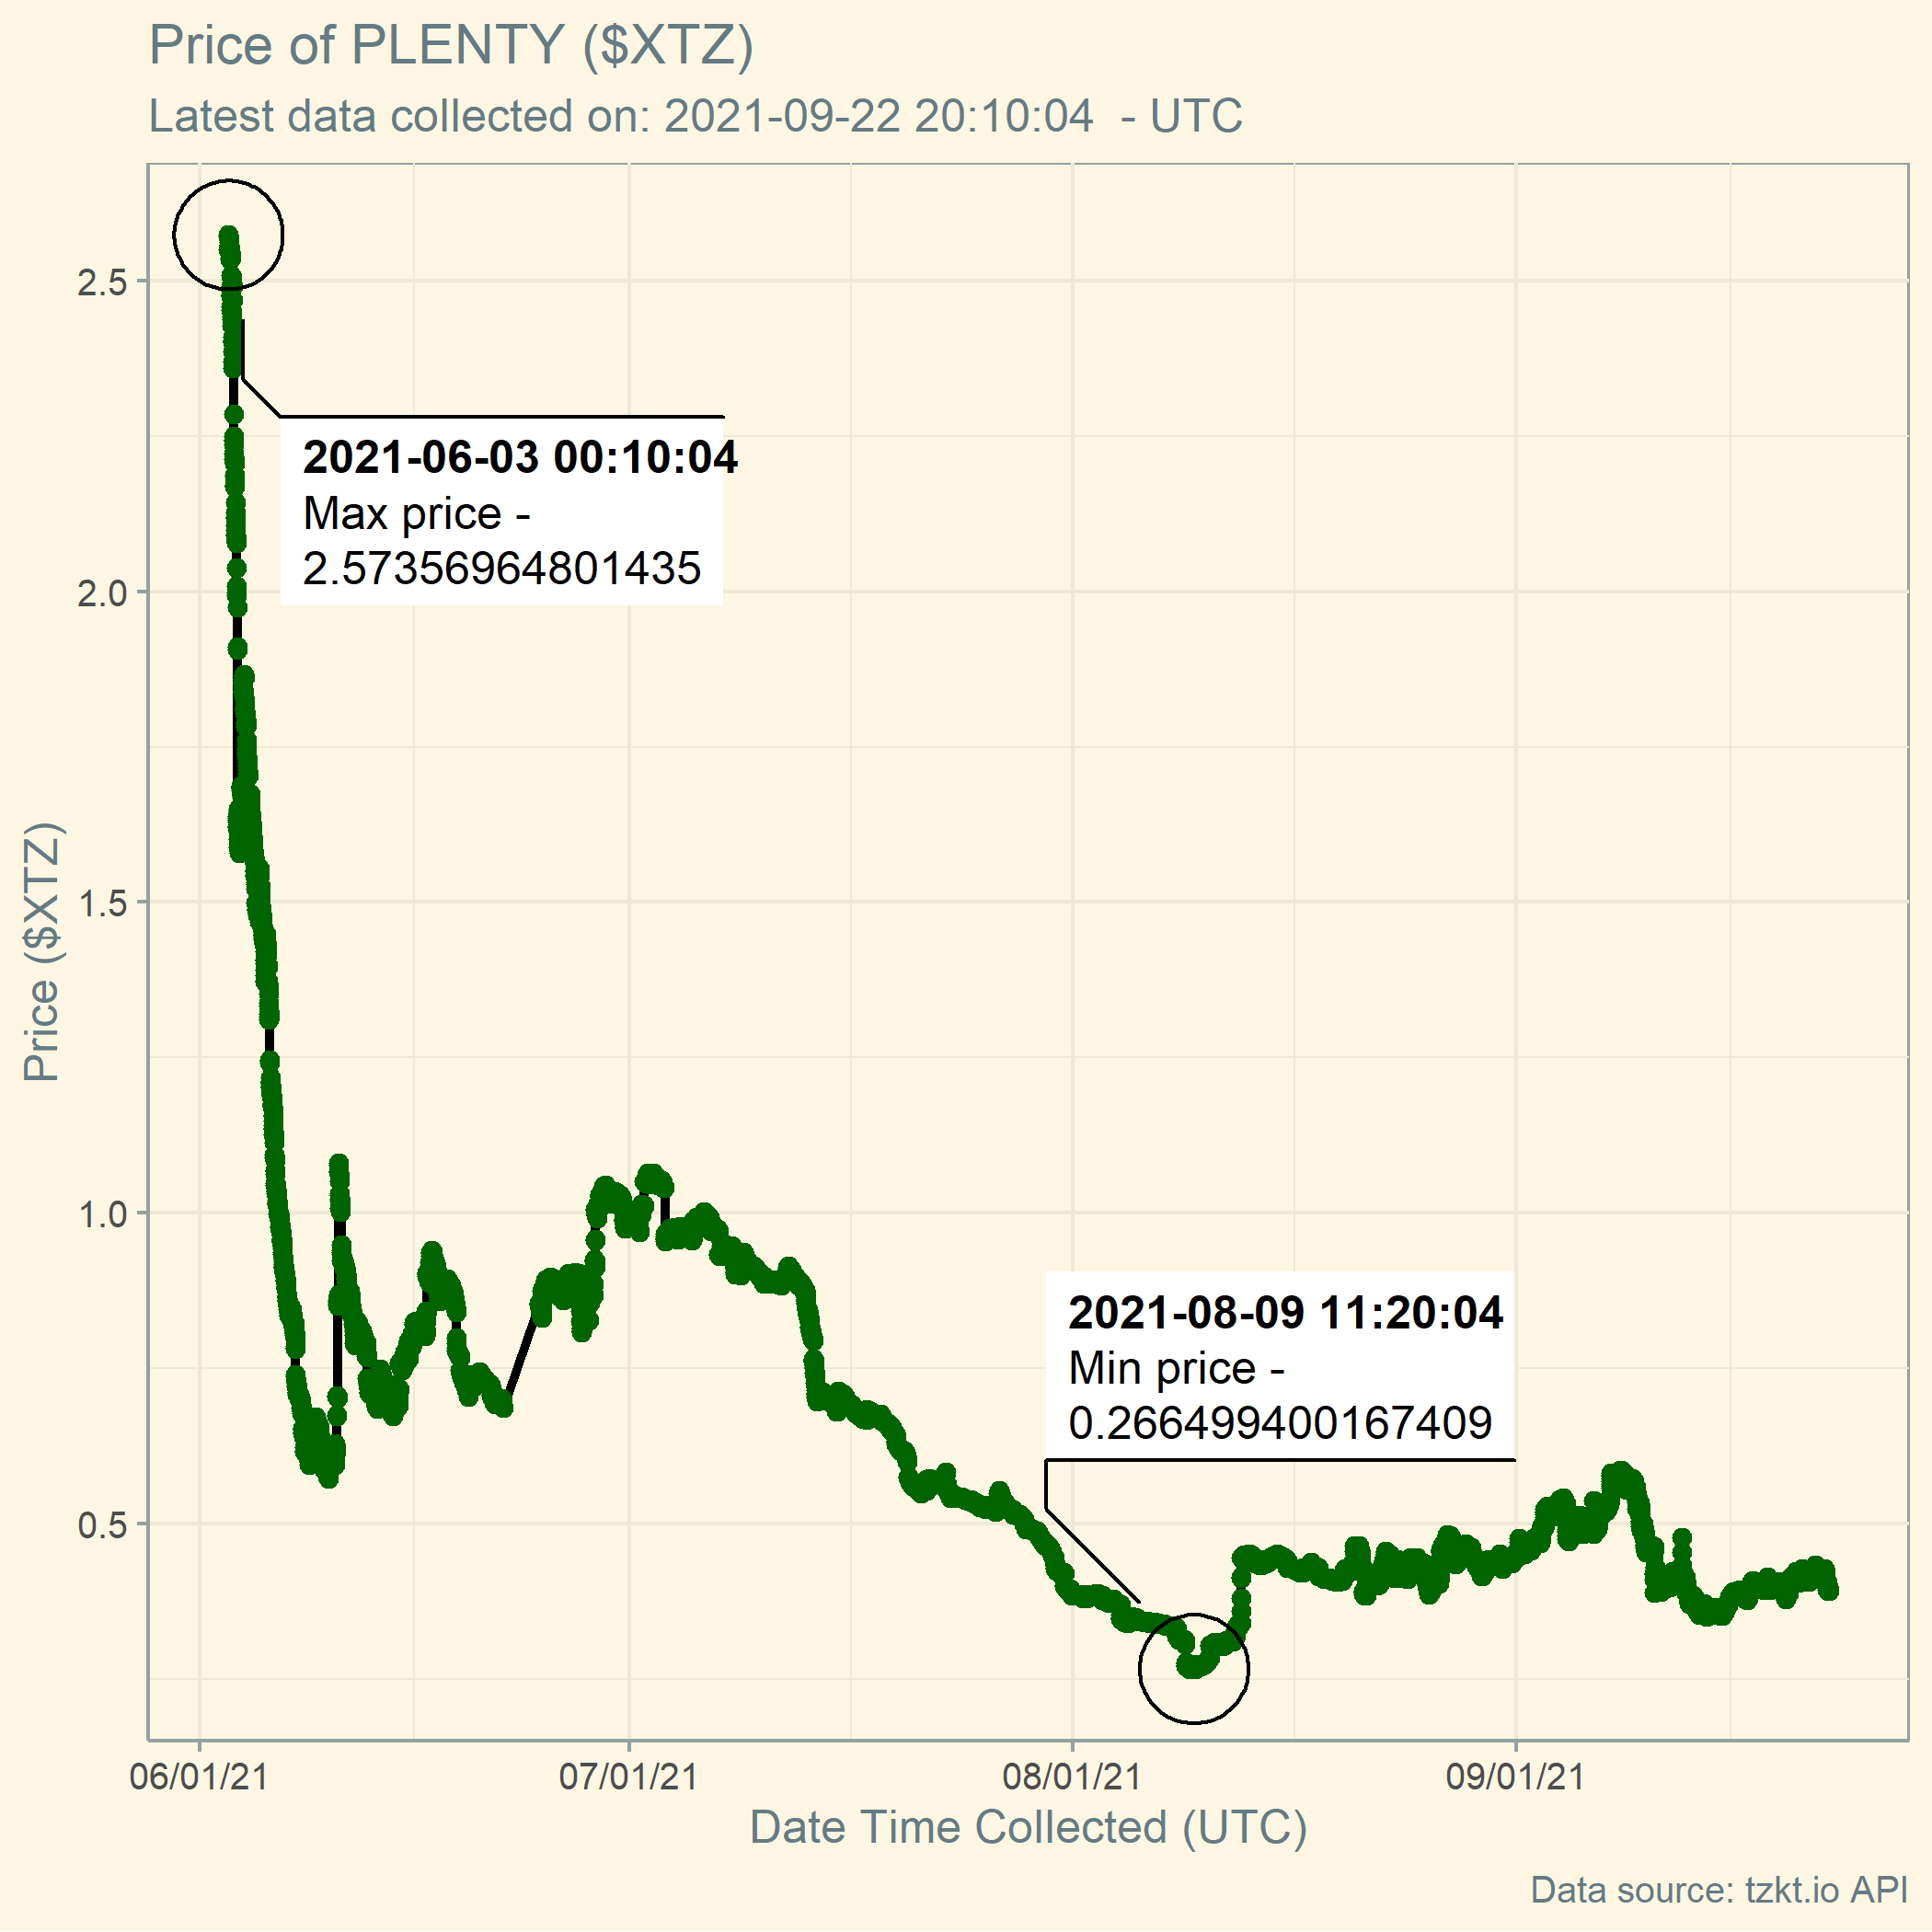 Price of PLENTY ($XTZ)
Latest data collected on: 2021-09-22 20:10:04  - UTC
Price ($XTZ)
2.5
2.0
1.5
1.0
0.5
2021-06-03 00:10:04
Max price -
2.57356964801435
2021-08-09 11:20:04
Min price -
0.266499400167409
06/01/21
07/01/21
08/01/21
09/01/21
Date Time Collected (UTC)
Data source: tzkt.io API